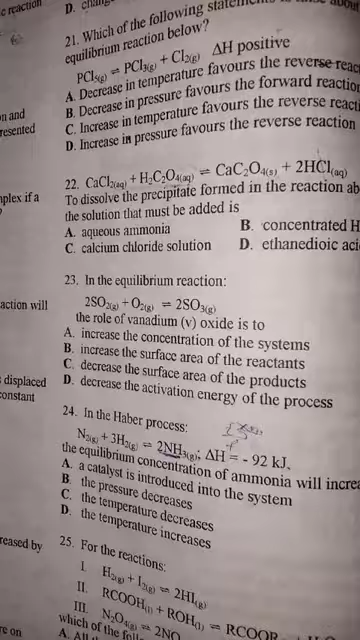 e reaction
D. change
21. Which of the following about
equilibrium reaction below?
PCl₅(g) ⇌ PCl₃(g) + Cl₂(g) ΔH positive
A. Decrease in temperature favours the reverse reac
B. Decrease in pressure favours the forward reaction
C. Increase in temperature favours the reverse reacti
D. Increase in pressure favours the reverse reaction
on and
resented
22. CaCl₂(aq) + H₂C₂O₄(aq) ⇌ CaC₂O₄(s) + 2HCl(aq)
mplex if a
To dissolve the precipitate formed in the reaction ab
the solution that must be added is
A. aqueous ammonia B. concentrated H
C. calcium chloride solution D. ethanedioic aci
23. In the equilibrium reaction:
action will
2SO₂(g) + O₂(g) ⇌ 2SO₃(g)
the role of vanadium (v) oxide is to
A. increase the concentration of the systems
B. increase the surface area of the reactants
C. decrease the surface area of the products
D. decrease the activation energy of the process
displaced
constant
24. In the Haber process:
N₂(g) + 3H₂(g) ⇌ 2NH₃(g); ΔH = - 92 kJ,
the equilibrium concentration of ammonia will increa
A. a catalyst is introduced into the system
B. the pressure decreases
C. the temperature decreases
D. the temperature increases
reased by
25. For the reactions:
I. H₂(g) + I₂(g) ⇌ 2HI(g)
II. RCOOH(l) + ROH(l) ⇌ RCOOR
III. N₂O₄(g) ⇌ 2NO
which of the foll
re on